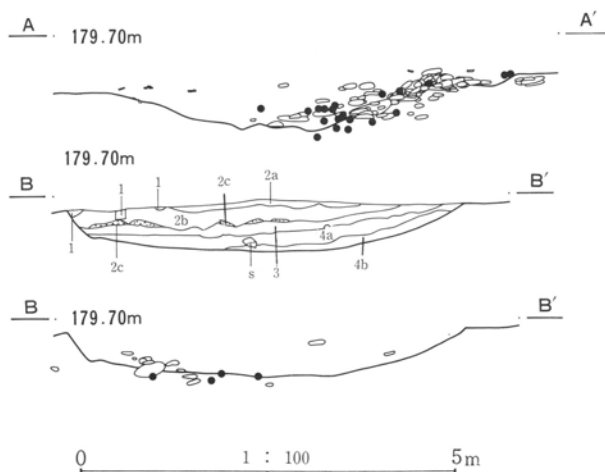 A 179.70m A′
179.70m
B B′
1 1 2c 2a
2b
4a
1 2c s 3 4b
B 179.70m B′
0 1 : 100 5m